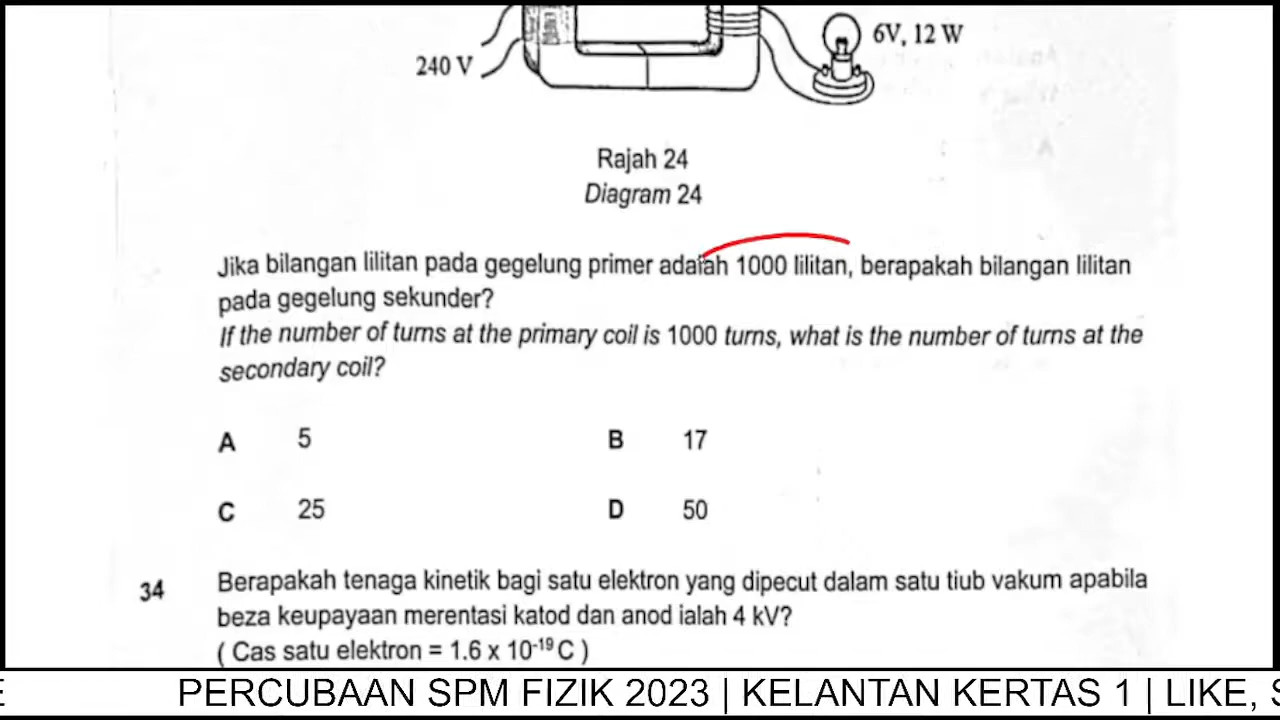 6V, 12 W
240 V
Rajah 24
Diagram 24
Jika bilangan lilitan pada gegelung primer adalah 1000 lilitan, berapakah bilangan lilitan
pada gegelung sekunder?
If the number of turns at the primary coil is 1000 turns, what is the number of turns at the
secondary coil?
A 5 B 17
C 25 D 50
34 Berapakah tenaga kinetik bagi satu elektron yang dipecut dalam satu tiub vakum apabila
beza keupayaan merentasi katod dan anod ialah 4 kV?
( Cas satu elektron = 1.6 x 10⁻¹⁹ C )
E PERCUBAAN SPM FIZIK 2023 | KELANTAN KERTAS 1 | LIKE, S